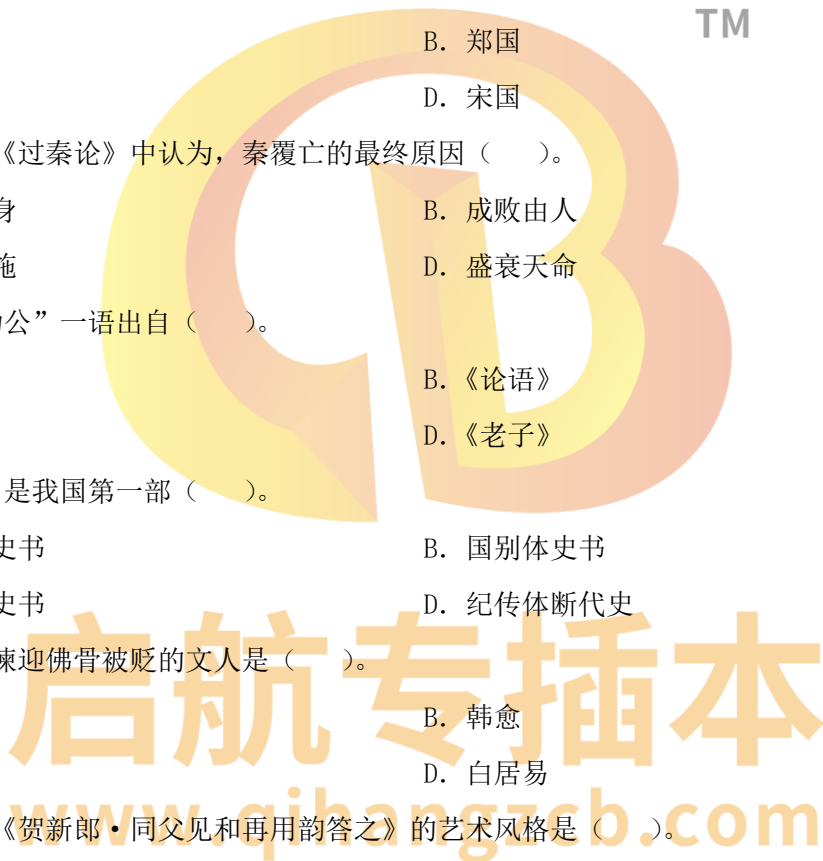 TM
B. 郑国
D. 宋国
《过秦论》中认为，秦覆亡的最终原因（ ）。
身
B. 成败由人
施
D. 盛衰天命
公”一语出自（ ）。
B.《论语》
D.《老子》
是我国第一部（ ）。
史书
B. 国别体史书
史书
D. 纪传体断代史
谏迎佛骨被贬的文人是（ ）。
B. 韩愈
D. 白居易
《贺新郎·同父见和再用韵答之》的艺术风格是（ ）。
启航专插本
www.qihangzcb.com